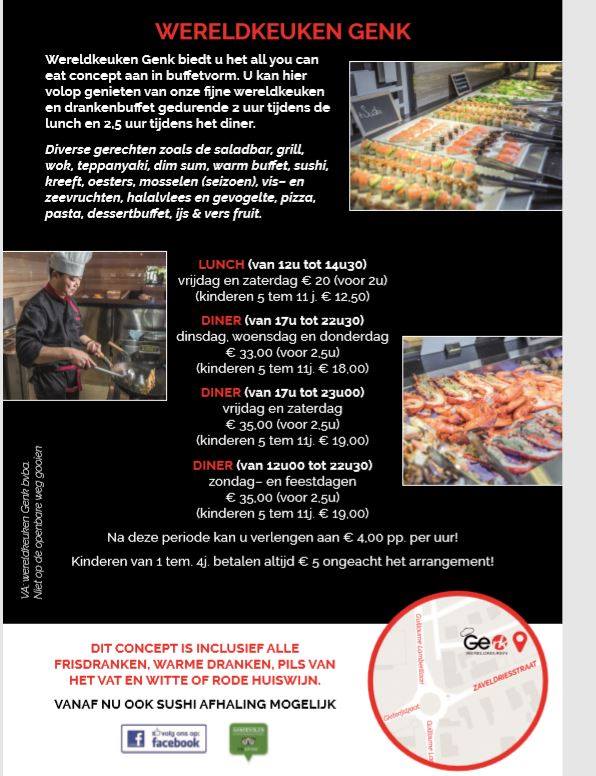 WERELDKEUKEN GENK
Wereldkeuken Genk biedt u het all you can
eat concept aan in buffetvorm. U kan hier
volop genieten van onze fijne wereldkeuken
en drankenbuffet gedurende 2 uur tijdens de
lunch en 2,5 uur tijdens het diner.
Diverse gerechten zoals de saladbar, grill,
wok, teppanyaki, dim sum, warm buffet, sushi,
kreeft, oesters, mosselen (seizoen), vis– en
zeevruchten, halalvlees en gevogelte, pizza,
pasta, dessertbuffet, ijs & vers fruit.
Sushi
LUNCH (van 12u tot 14u30)
vrijdag en zaterdag € 20 (voor 2u)
(kinderen 5 tem 11 j. € 12,50)
DINER (van 17u tot 22u30)
dinsdag, woensdag en donderdag
€ 33,00 (voor 2,5u)
(kinderen 5 tem 11j. € 18,00)
DINER (van 17u tot 23u00)
vrijdag en zaterdag
€ 35,00 (voor 2,5u)
(kinderen 5 tem 11j. € 19,00)
DINER (van 12u00 tot 22u30)
zondag– en feestdagen
€ 35,00 (voor 2,5u)
(kinderen 5 tem 11j. € 19,00)
Na deze periode kan u verlengen aan € 4,00 pp. per uur!
Kinderen van 1 tem. 4j. betalen altijd € 5 ongeacht het arrangement!
VA: wereldkeuken Genk bvba.
Niet op de openbare weg gooien
DIT CONCEPT IS INCLUSIEF ALLE
FRISDRANKEN, WARME DRANKEN, PILS VAN
HET VAT EN WITTE OF RODE HUISWIJN.
VANAF NU OOK SUSHI AFHALING MOGELIJK
volg ons op:
facebook
Genk
WERELDKEUKEN
ZAVELDRIESSTRAAT
Guillaume Lambertlaan
Guillaume